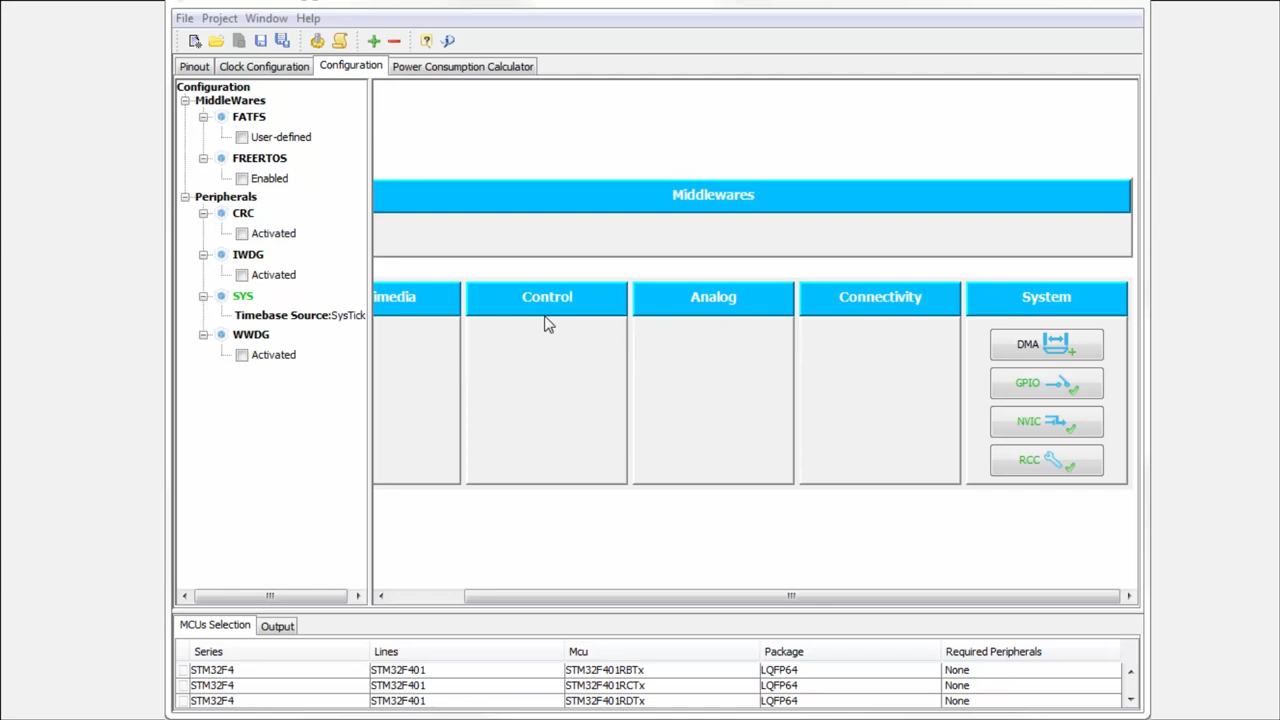 File Project Window Help
Pinout Clock Configuration Configuration Power Consumption Calculator
Configuration
MiddleWares
FATFS
User-defined
FREERTOS
Enabled
Peripherals
CRC
Activated
IWDG
Activated
SYS
Timebase Source:SysTick
WWDG
Activated
Middlewares
imedia Control Analog Connectivity System
DMA
GPIO
NVIC
RCC
MCUs Selection Output
Series Lines Mcu Package Required Peripherals
STM32F4 STM32F401 STM32F401RBTx LQFP64 None
STM32F4 STM32F401 STM32F401RCTx LQFP64 None
STM32F4 STM32F401 STM32F401RDTx LQFP64 None